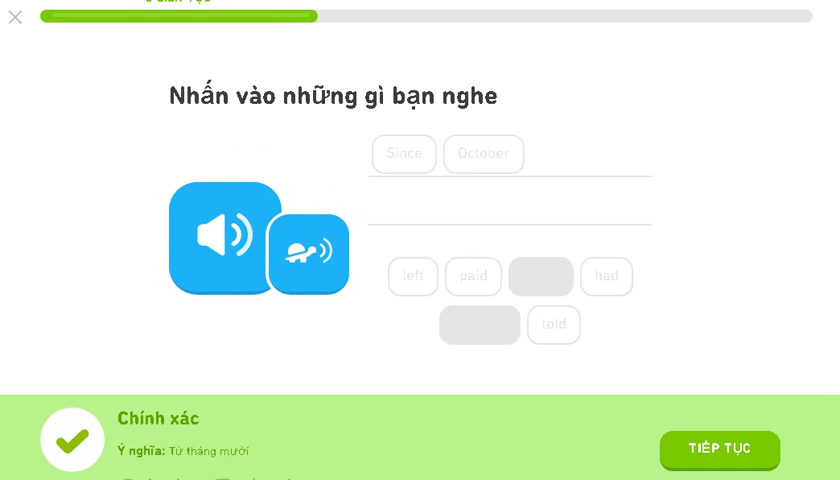 Nhấn vào những gì bạn nghe
Since October
left paid had
told
Chính xác
Ý nghĩa: Từ tháng mười
TIẾP TỤC